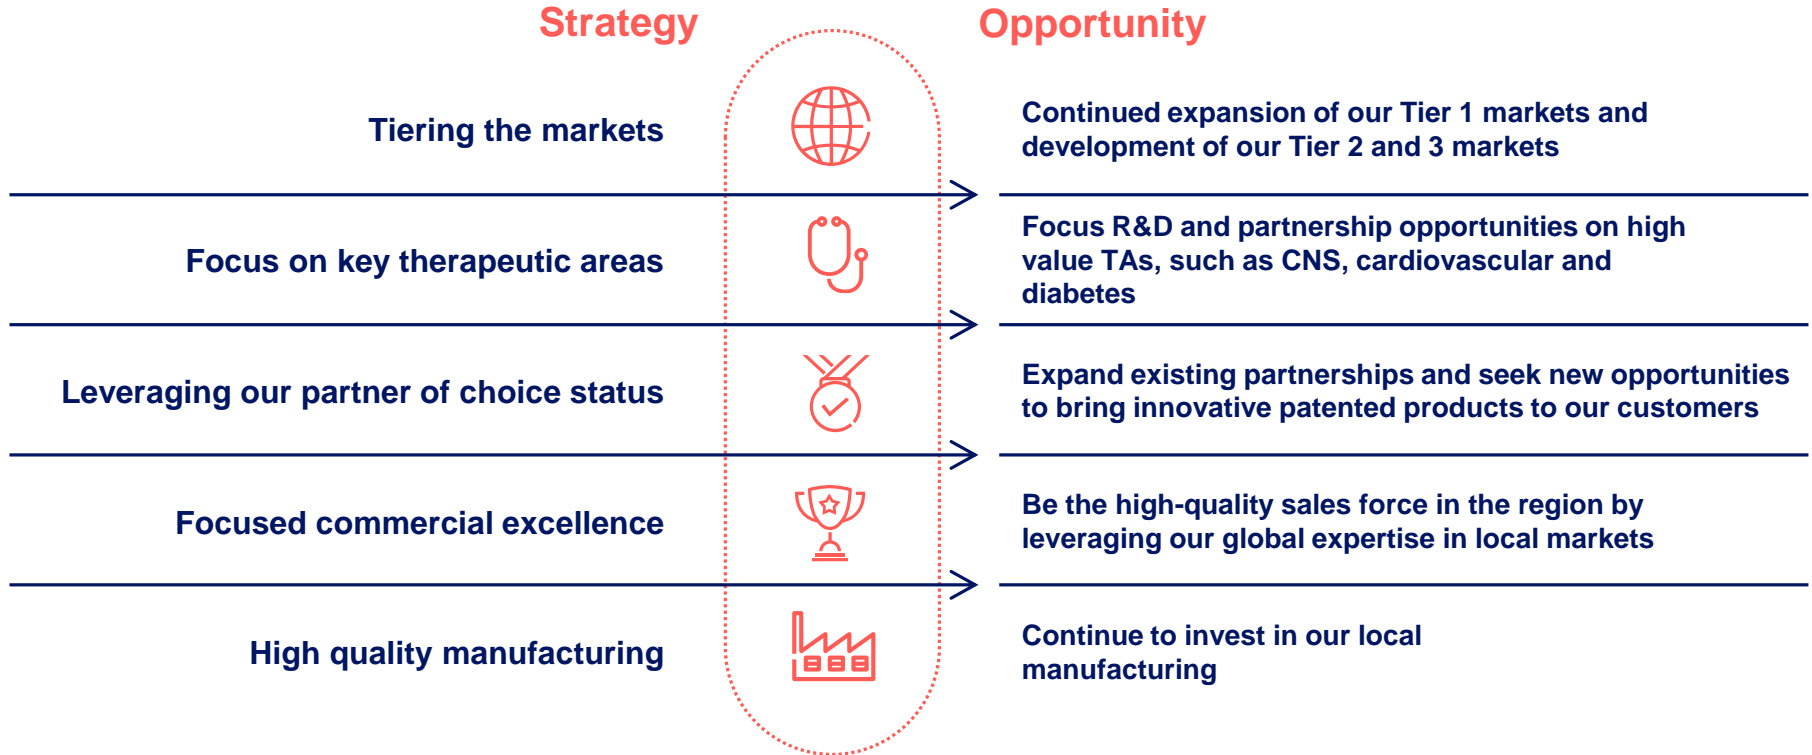 Strategy
Opportunity
Tiering the markets
Continued expansion of our Tier 1 markets and
development of our Tier 2 and 3 markets
Focus on key therapeutic areas
Focus R&D and partnership opportunities on high
value TAs, such as CNS, cardiovascular and
diabetes
Leveraging our partner of choice status
Expand existing partnerships and seek new opportunities
to bring innovative patented products to our customers
Focused commercial excellence
Be the high-quality sales force in the region by
leveraging our global expertise in local markets
High quality manufacturing
Continue to invest in our local
manufacturing